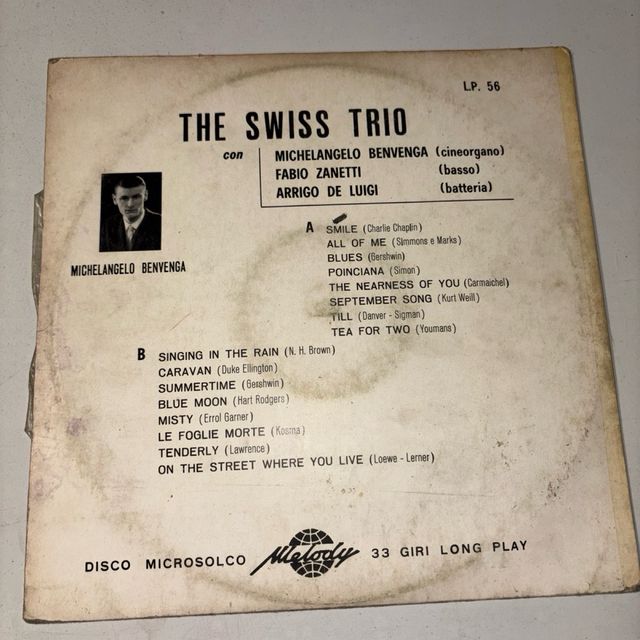 L.P. 56
THE SWISS TRIO
con MICHELANGELO BENVENGA (cineorgano)
FABIO ZANETTI (basso)
ARRIGO DE LUIGI (batteria)
MICHELANGELO BENVENGA
A SMILE (Charlie Chaplin)
ALL OF ME (Simmons e Marks)
BLUES (Gershwin)
POINCIANA (Simon)
THE NEARNESS OF YOU (Carmaichel)
SEPTEMBER SONG (Kurt Weill)
TILL (Danver - Sigman)
TEA FOR TWO (Youmans)
B SINGING IN THE RAIN (N. H. Brown)
CARAVAN (Duke Ellington)
SUMMERTIME (Gershwin)
BLUE MOON (Hart Rodgers)
MISTY (Errol Garner)
LE FOGLIE MORTE (Kosma)
TENDERLY (Lawrence)
ON THE STREET WHERE YOU LIVE (Loewe - Lerner)
DISCO MICROSOLCO Melody 33 GIRI LONG PLAY